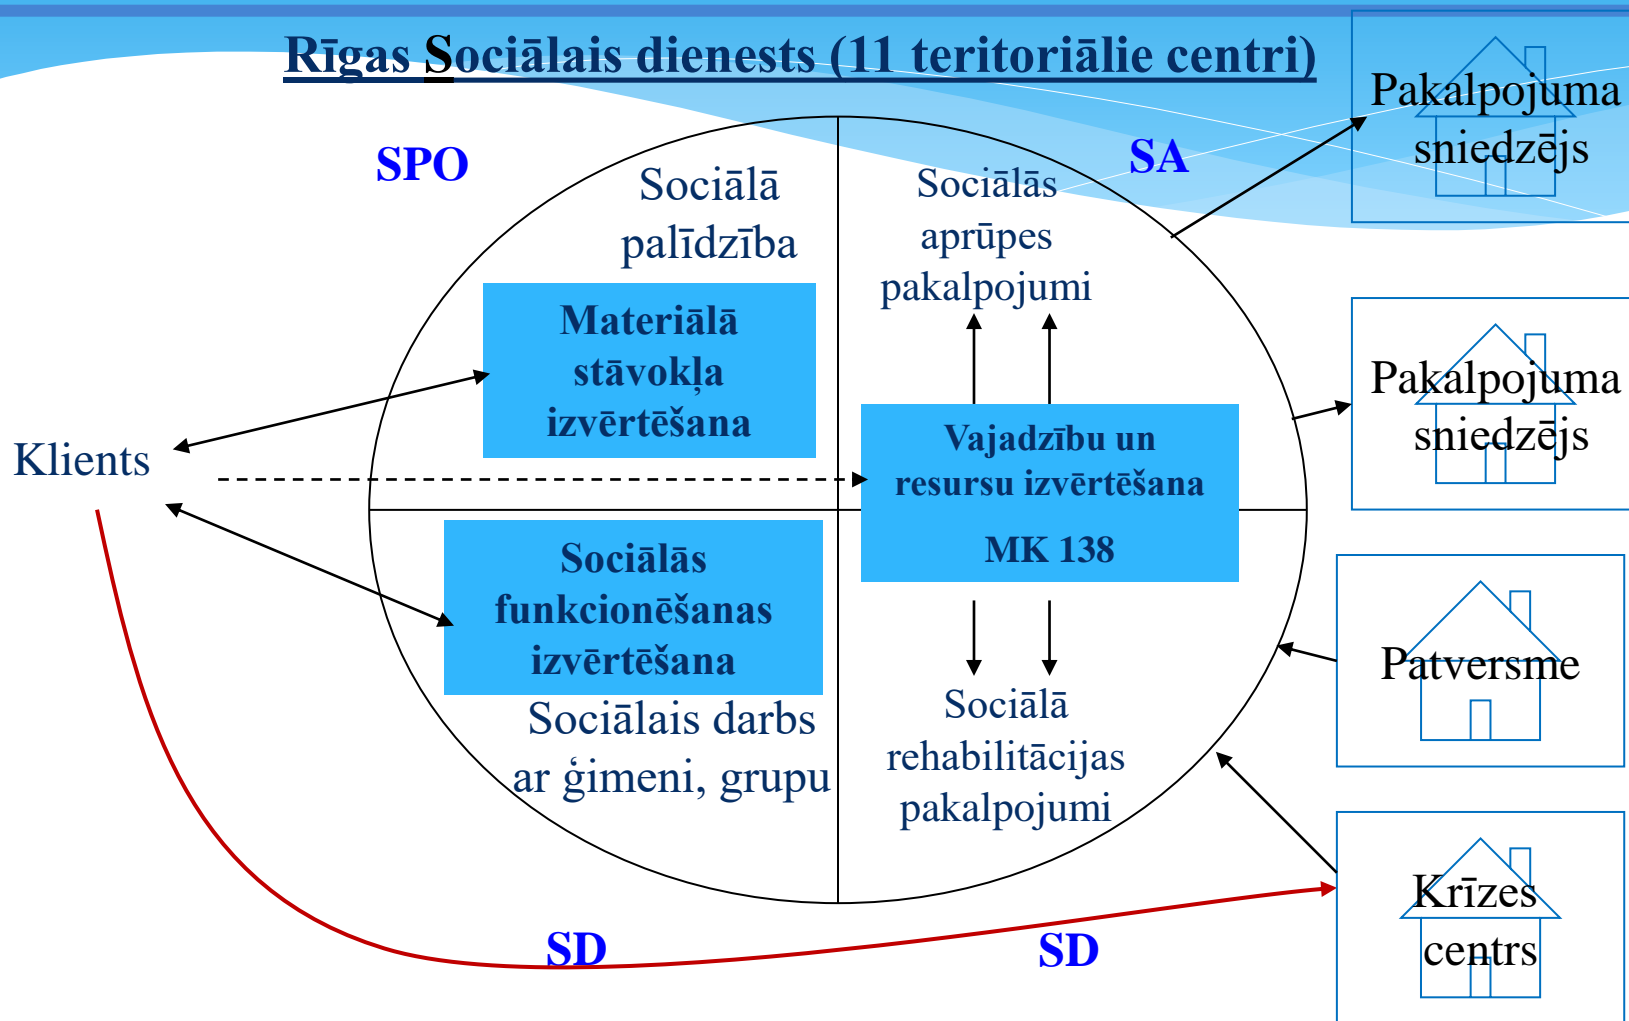 Rīgas Sociālais dienests (11 teritoriālie centri)
SPO
SA
Sociālā
palīdzība
Sociālās
aprūpes
pakalpojumi
Materiālā
stāvokļa
izvērtēšana
Klients
Vajadzību un
resursu izvērtēšana
MK 138
Sociālās
funkcionēšanas
izvērtēšana
Sociālais darbs
ar ģimeni, grupu
Sociālā
rehabilitācijas
pakalpojumi
SD
SD
Pakalpojuma
sniedzējs
Pakalpojuma
sniedzējs
Patversme
Krīzes
centrs